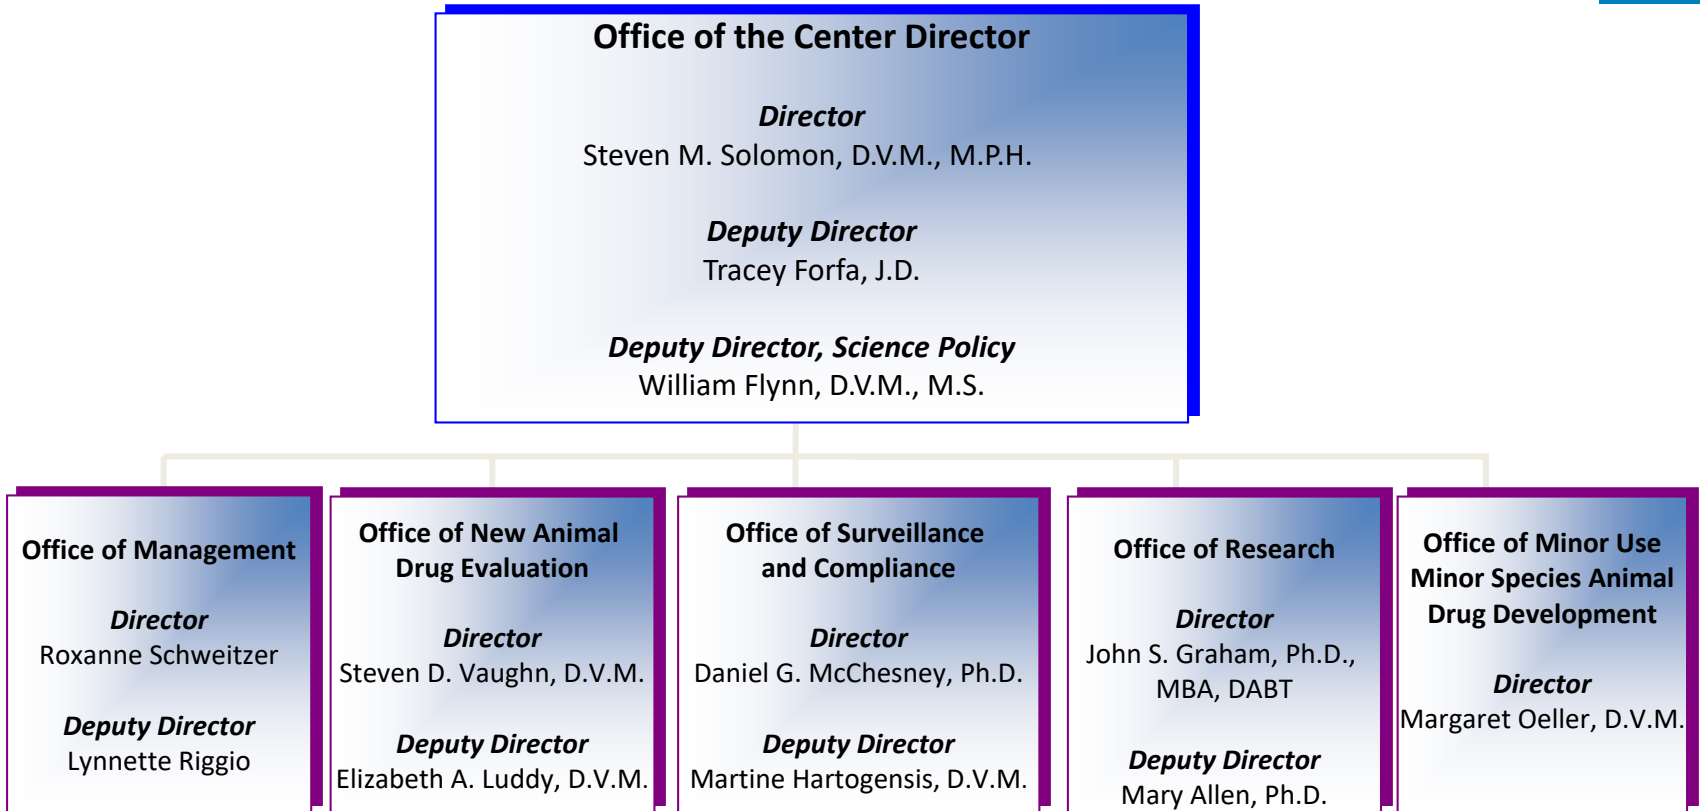 Office of the Center Director
Director
Steven M. Solomon, D.V.M., M.P.H.
Deputy Director
Tracey Forfa, J.D.
Deputy Director, Science Policy
William Flynn, D.V.M., M.S.
Office of Management
Director
Roxanne Schweitzer
Deputy Director
Lynnette Riggio
Office of New Animal
Drug Evaluation
Director
Steven D. Vaughn, D.V.M.
Deputy Director
Elizabeth A. Luddy, D.V.M.
Office of Surveillance
and Compliance
Director
Daniel G. McChesney, Ph.D.
Deputy Director
Martine Hartogensis, D.V.M.
Office of Research
Director
John S. Graham, Ph.D.,
MBA, DABT
Deputy Director
Mary Allen, Ph.D.
Office of Minor Use
Minor Species Animal
Drug Development
Director
Margaret Oeller, D.V.M.